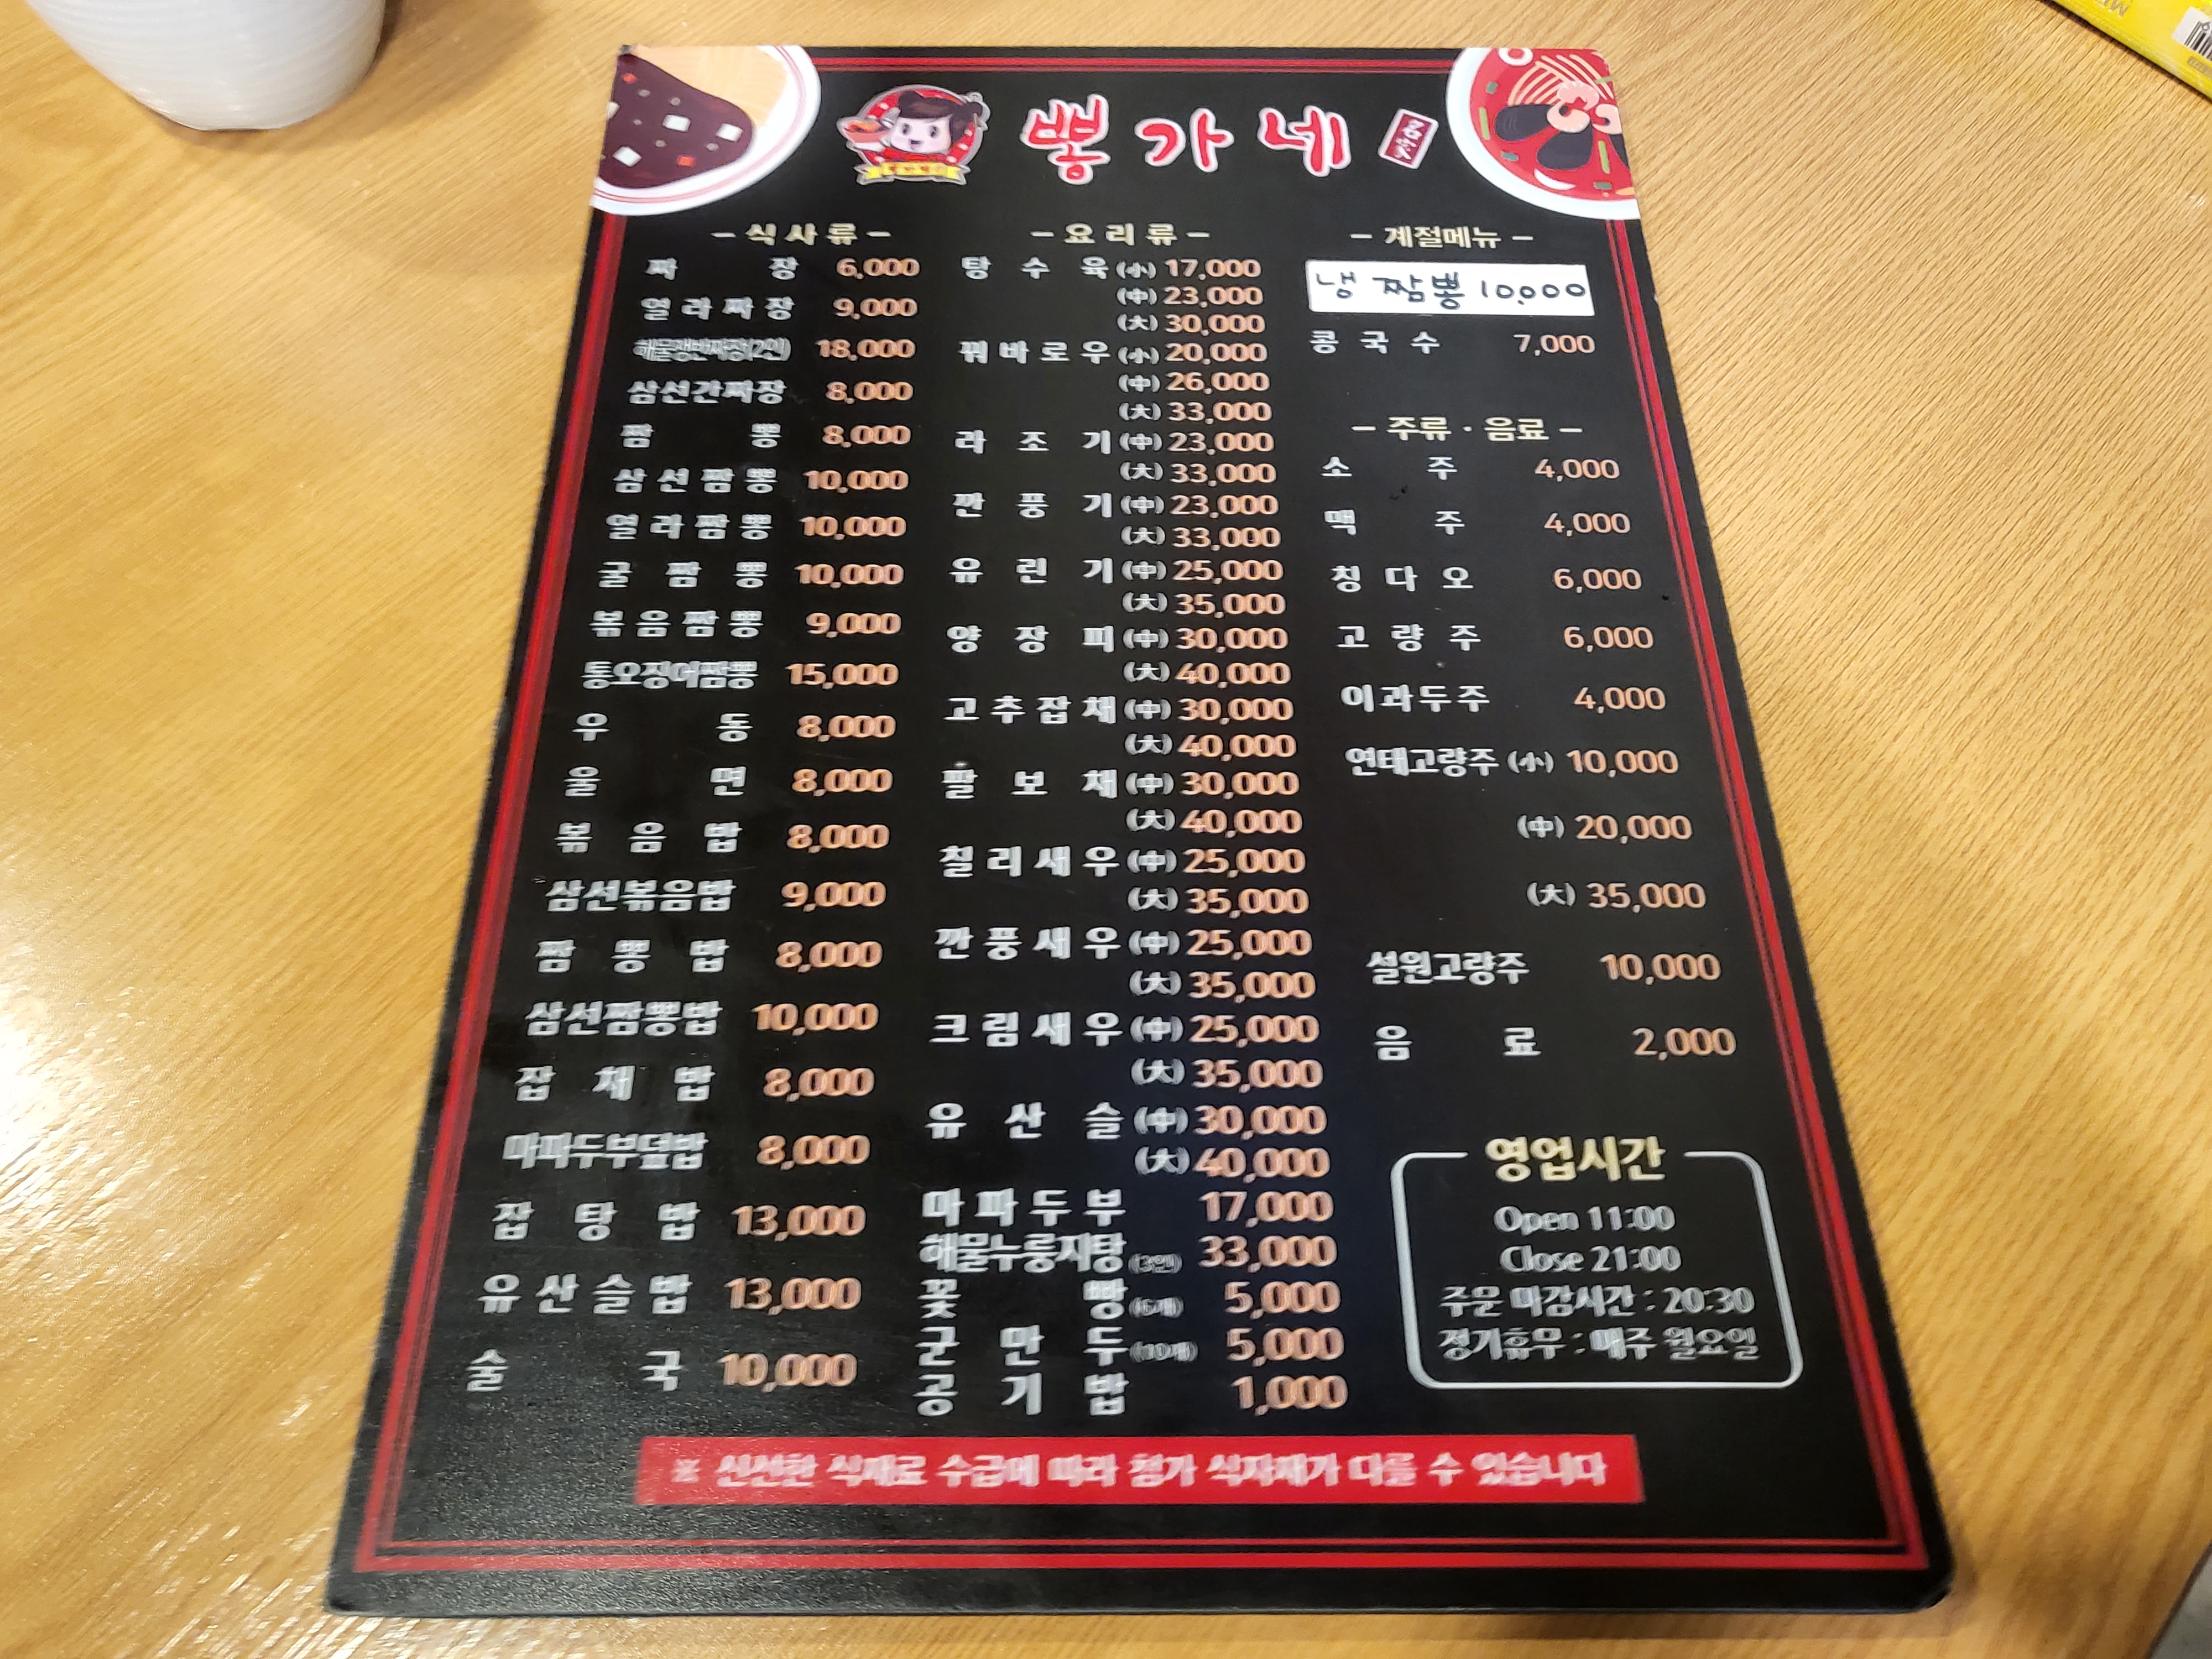 뽕가네
- 식사류 -
짜장 6,000
열라짜장 9,000
해물쟁반짜장(2인) 18,000
삼선간짜장 8,000
짬뽕 8,000
삼선짬뽕 10,000
열라짬뽕 10,000
굴짬뽕 10,000
볶음짬뽕 9,000
통오징어짬뽕 15,000
우동 8,000
울면 8,000
볶음밥 8,000
삼선볶음밥 9,000
짬뽕밥 8,000
삼선짬뽕밥 10,000
잡채밥 8,000
마파두부덮밥 8,000
잡탕밥 13,000
유산슬밥 13,000
술국 10,000
- 요리류 -
탕수육 (小) 17,000
(中) 23,000
(大) 30,000
꿔바로우 (小) 20,000
(中) 26,000
(大) 33,000
라조기 (中) 23,000
(大) 33,000
깐풍기 (中) 23,000
(大) 33,000
유린기 (中) 25,000
(大) 35,000
양장피 (中) 30,000
(大) 40,000
고추잡채 (中) 30,000
(大) 40,000
팔보채 (中) 30,000
(大) 40,000
칠리새우 (中) 25,000
(大) 35,000
깐풍새우 (中) 25,000
(大) 35,000
크림새우 (中) 25,000
(大) 35,000
유산슬 (中) 30,000
(大) 40,000
마파두부 17,000
해물누룽지탕 (3인) 33,000
꽃빵 (6개) 5,000
군만두 (10개) 5,000
공기밥 1,000
- 계절메뉴 -
냉 짬뽕 10,000
콩국수 7,000
- 주류 · 음료 -
소주 4,000
맥주 4,000
칭다오 6,000
고량주 6,000
이과두주 4,000
연태고량주 (小) 10,000
(中) 20,000
(大) 35,000
설원고량주 10,000
음료 2,000
영업시간
Open 11:00
Close 21:00
주문 마감시간 : 20:30
정기휴무 : 매주 월요일
※ 신선한 식재료 수급에 따라 첨가 식자재가 다를 수 있습니다